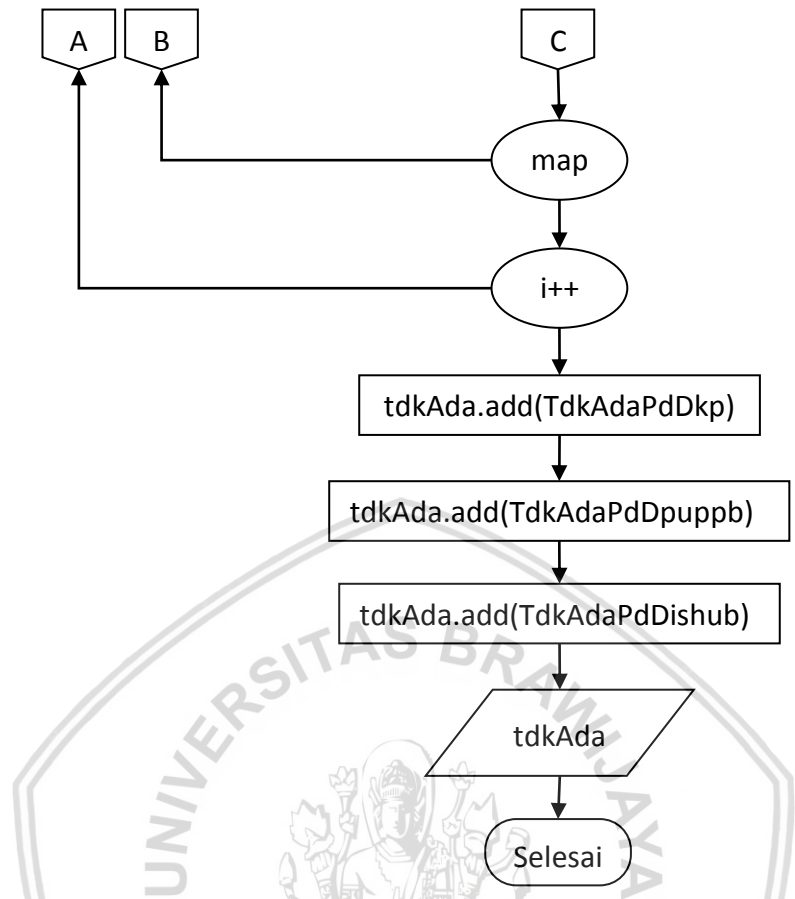 A
B
C
map
i++
tdkAda.add(TdkAdaPdDkp)
tdkAda.add(TdkAdaPdDpuppb)
tdkAda.add(TdkAdaPdDishub)
UNIVERSITAS BRAWIJAYA
tdkAda
Selesai